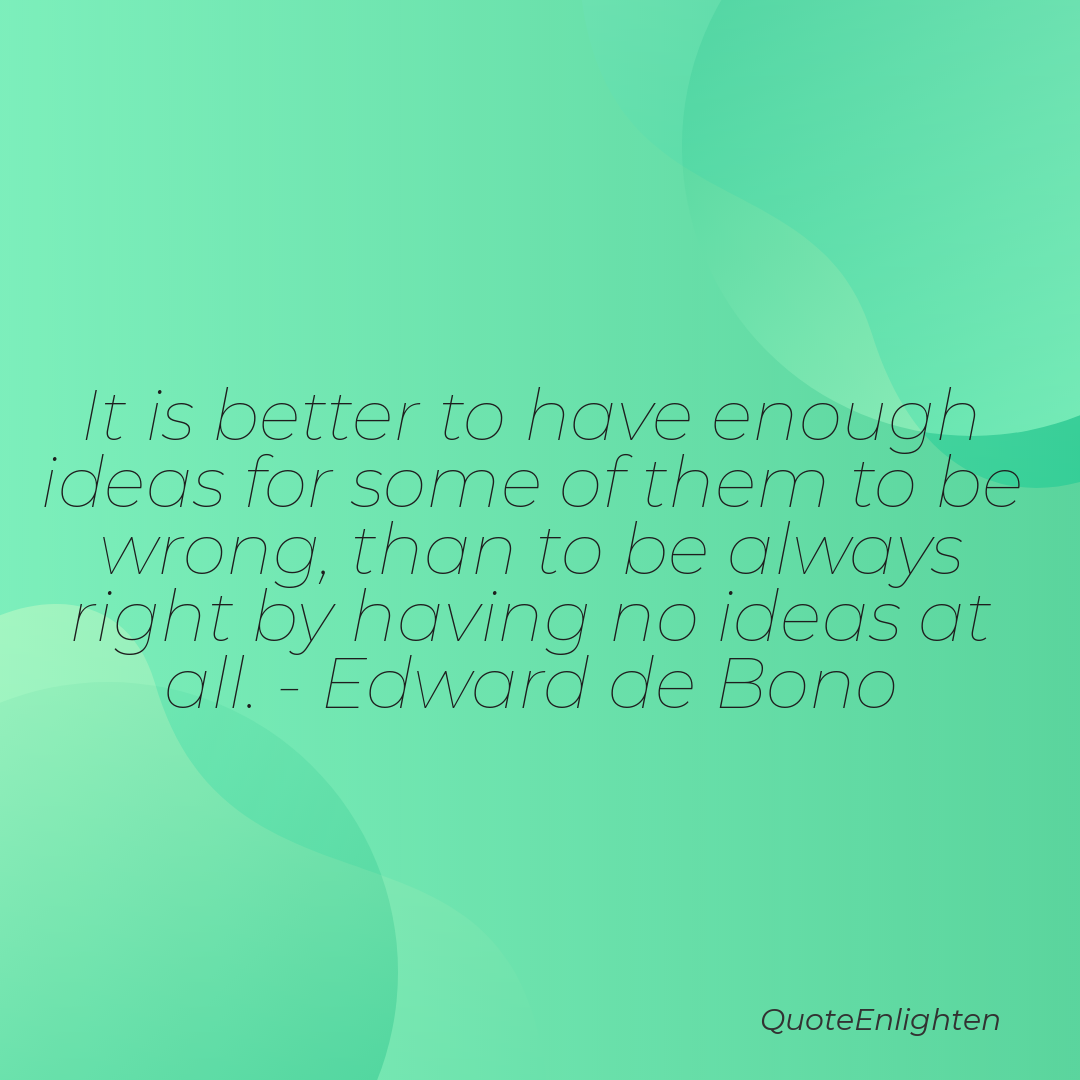 It is better to have enough
ideas for some of them to be
wrong, than to be always
right by having no ideas at
all. - Edward de Bono
QuoteEnlighten